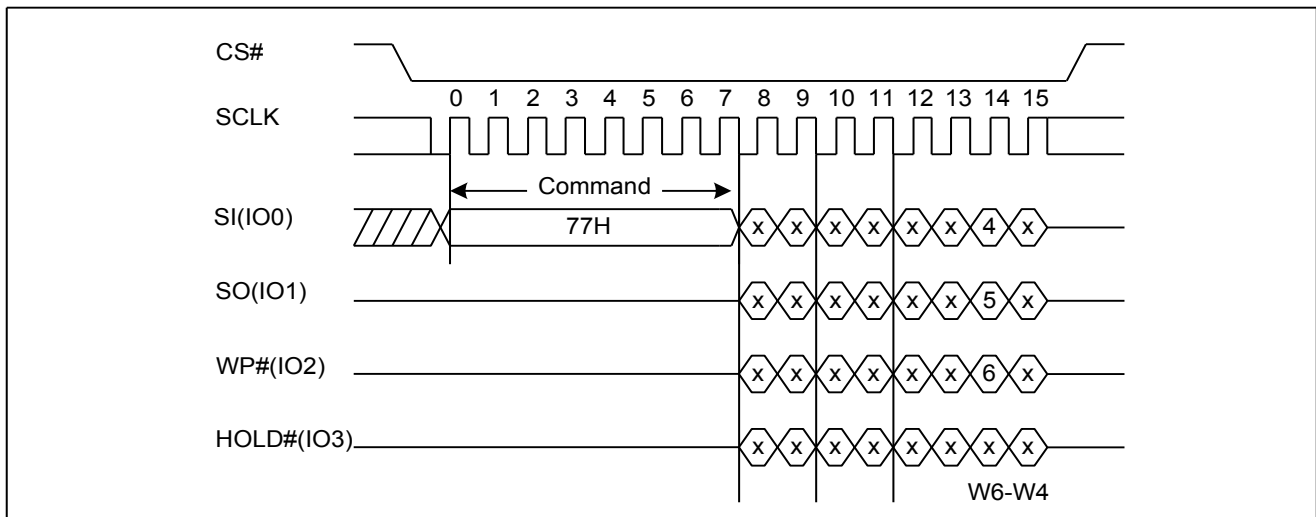 CS#
0 1 2 3 4 5 6 7 8 9 10 11 12 13 14 15
SCLK
Command
SI(IO0) 77H x x x x x x 4 x
SO(IO1) x x x x x x 5 x
WP#(IO2) x x x x x x 6 x
HOLD#(IO3) x x x x x x x x
W6-W4